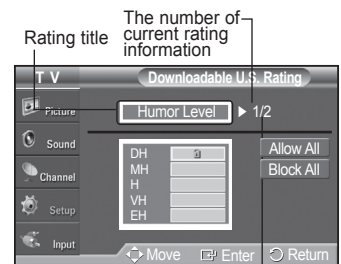 The number of
current rating
information
Rating title
T V
Downloadable U.S. Rating
Picture
Humor Level ► 1/2
Sound
DH
Allow All
MH
Block All
Channel
H
VH
Setup
EH
Input
Move Enter Return